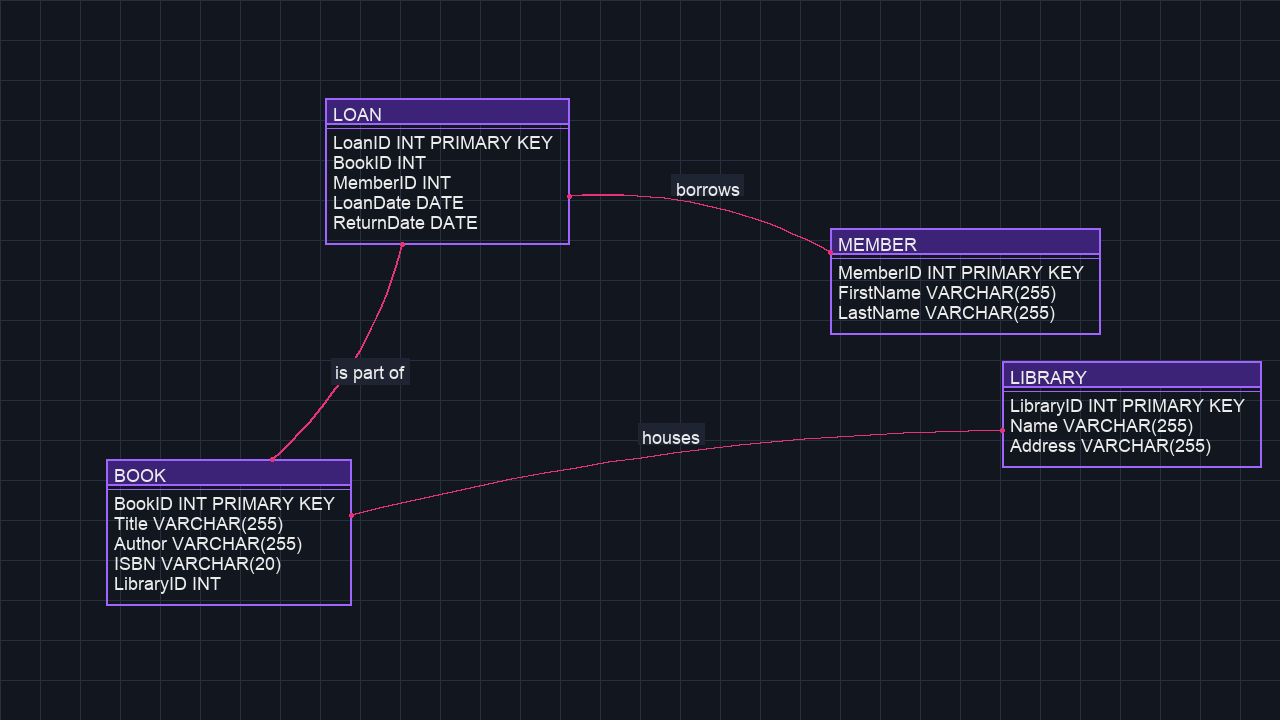 LOAN
LoanID INT PRIMARY KEY
BookID INT
MemberID INT
LoanDate DATE
ReturnDate DATE
borrows
MEMBER
MemberID INT PRIMARY KEY
FirstName VARCHAR(255)
LastName VARCHAR(255)
is part of
LIBRARY
LibraryID INT PRIMARY KEY
Name VARCHAR(255)
Address VARCHAR(255)
houses
BOOK
BookID INT PRIMARY KEY
Title VARCHAR(255)
Author VARCHAR(255)
ISBN VARCHAR(20)
LibraryID INT